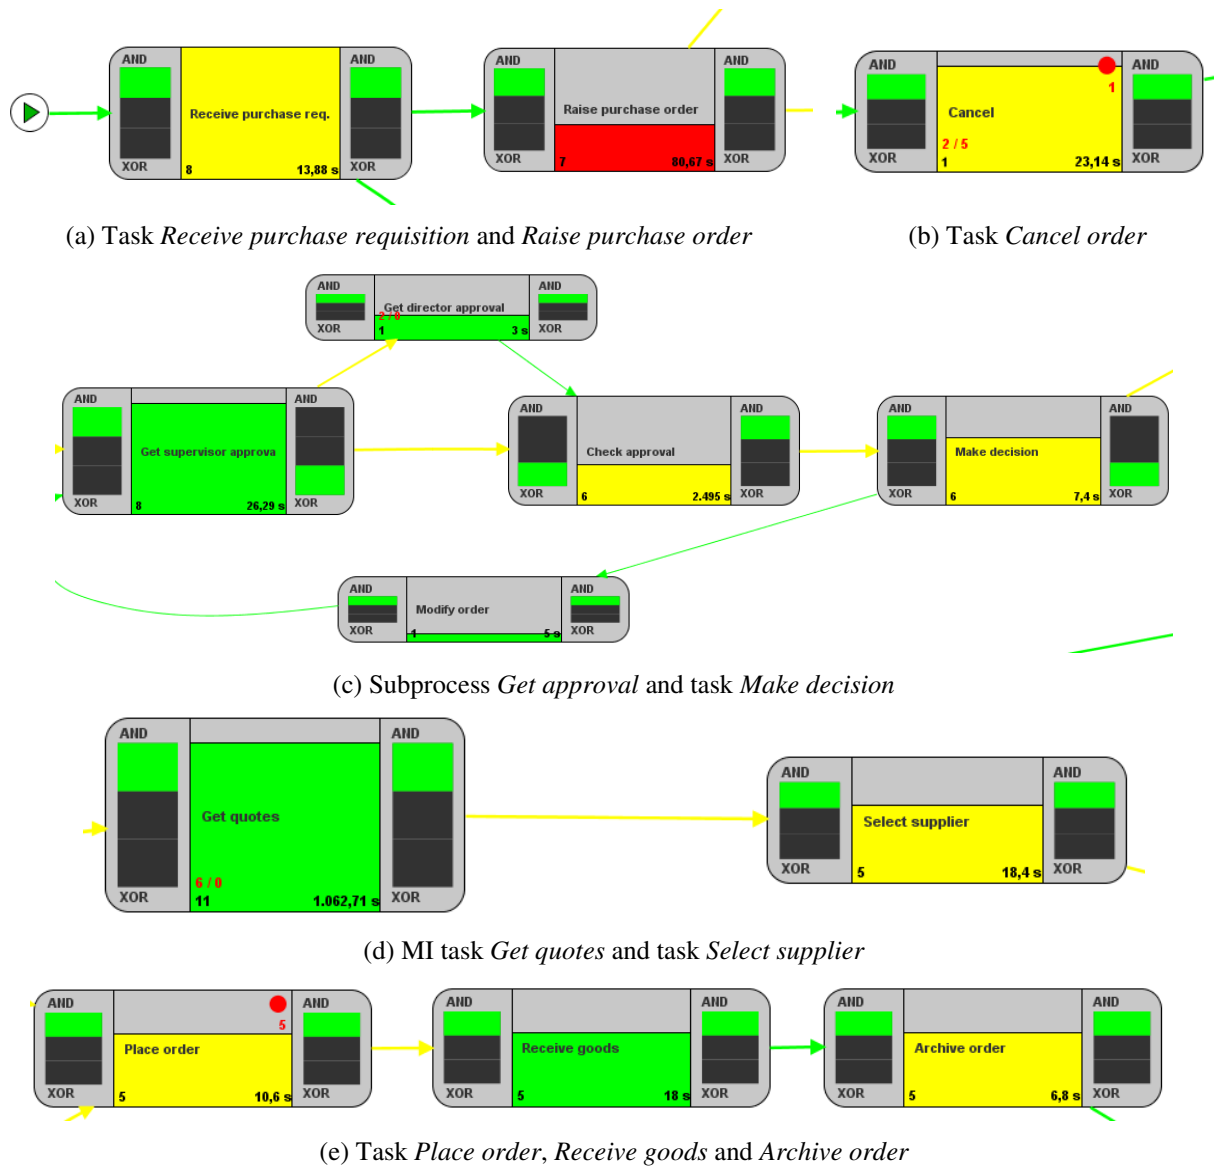 AND
XOR
Receive purchase req.
8 13,88 s
AND
XOR
AND
XOR
Raise purchase order
7 80,67 s
AND
XOR
AND
XOR
1
Cancel
2 / 5
1 23,14 s
AND
XOR
(a) Task Receive purchase requisition and Raise purchase order
(b) Task Cancel order
AND
XOR
Get director approval
1 3 s
AND
XOR
AND
XOR
Get supervisor approva
8 26,29 s
AND
XOR
AND
XOR
Check approval
6 2.495 s
AND
XOR
AND
XOR
Make decision
6 7,4 s
AND
XOR
AND
XOR
Modify order
1 5 s
AND
XOR
(c) Subprocess Get approval and task Make decision
AND
XOR
Get quotes
6 / 0
11 1.062,71 s
AND
XOR
AND
XOR
Select supplier
5 18,4 s
AND
XOR
(d) MI task Get quotes and task Select supplier
AND
XOR
5
Place order
5 10,6 s
AND
XOR
AND
XOR
Receive goods
5 18 s
AND
XOR
AND
XOR
Archive order
5 6,8 s
AND
XOR
(e) Task Place order, Receive goods and Archive order